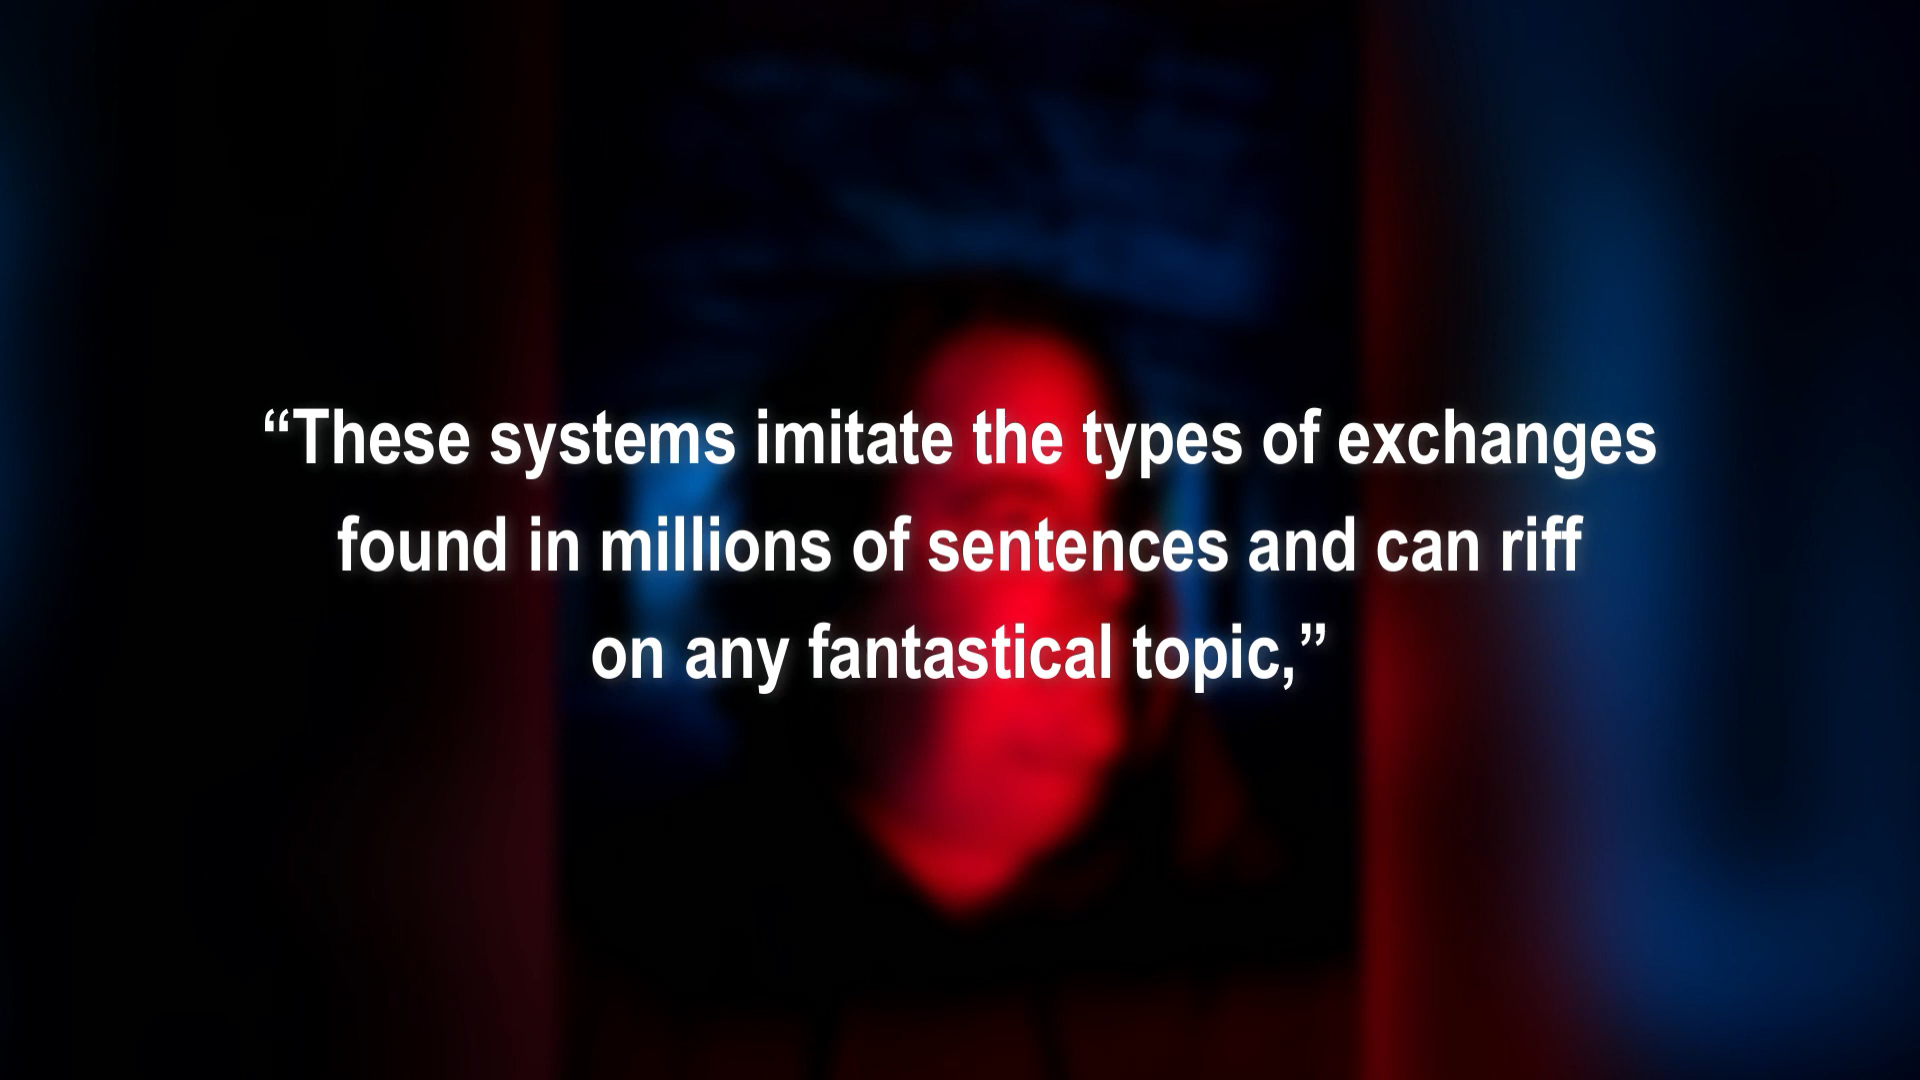 “These systems imitate the types of exchanges
found in millions of sentences and can riff
on any fantastical topic,”